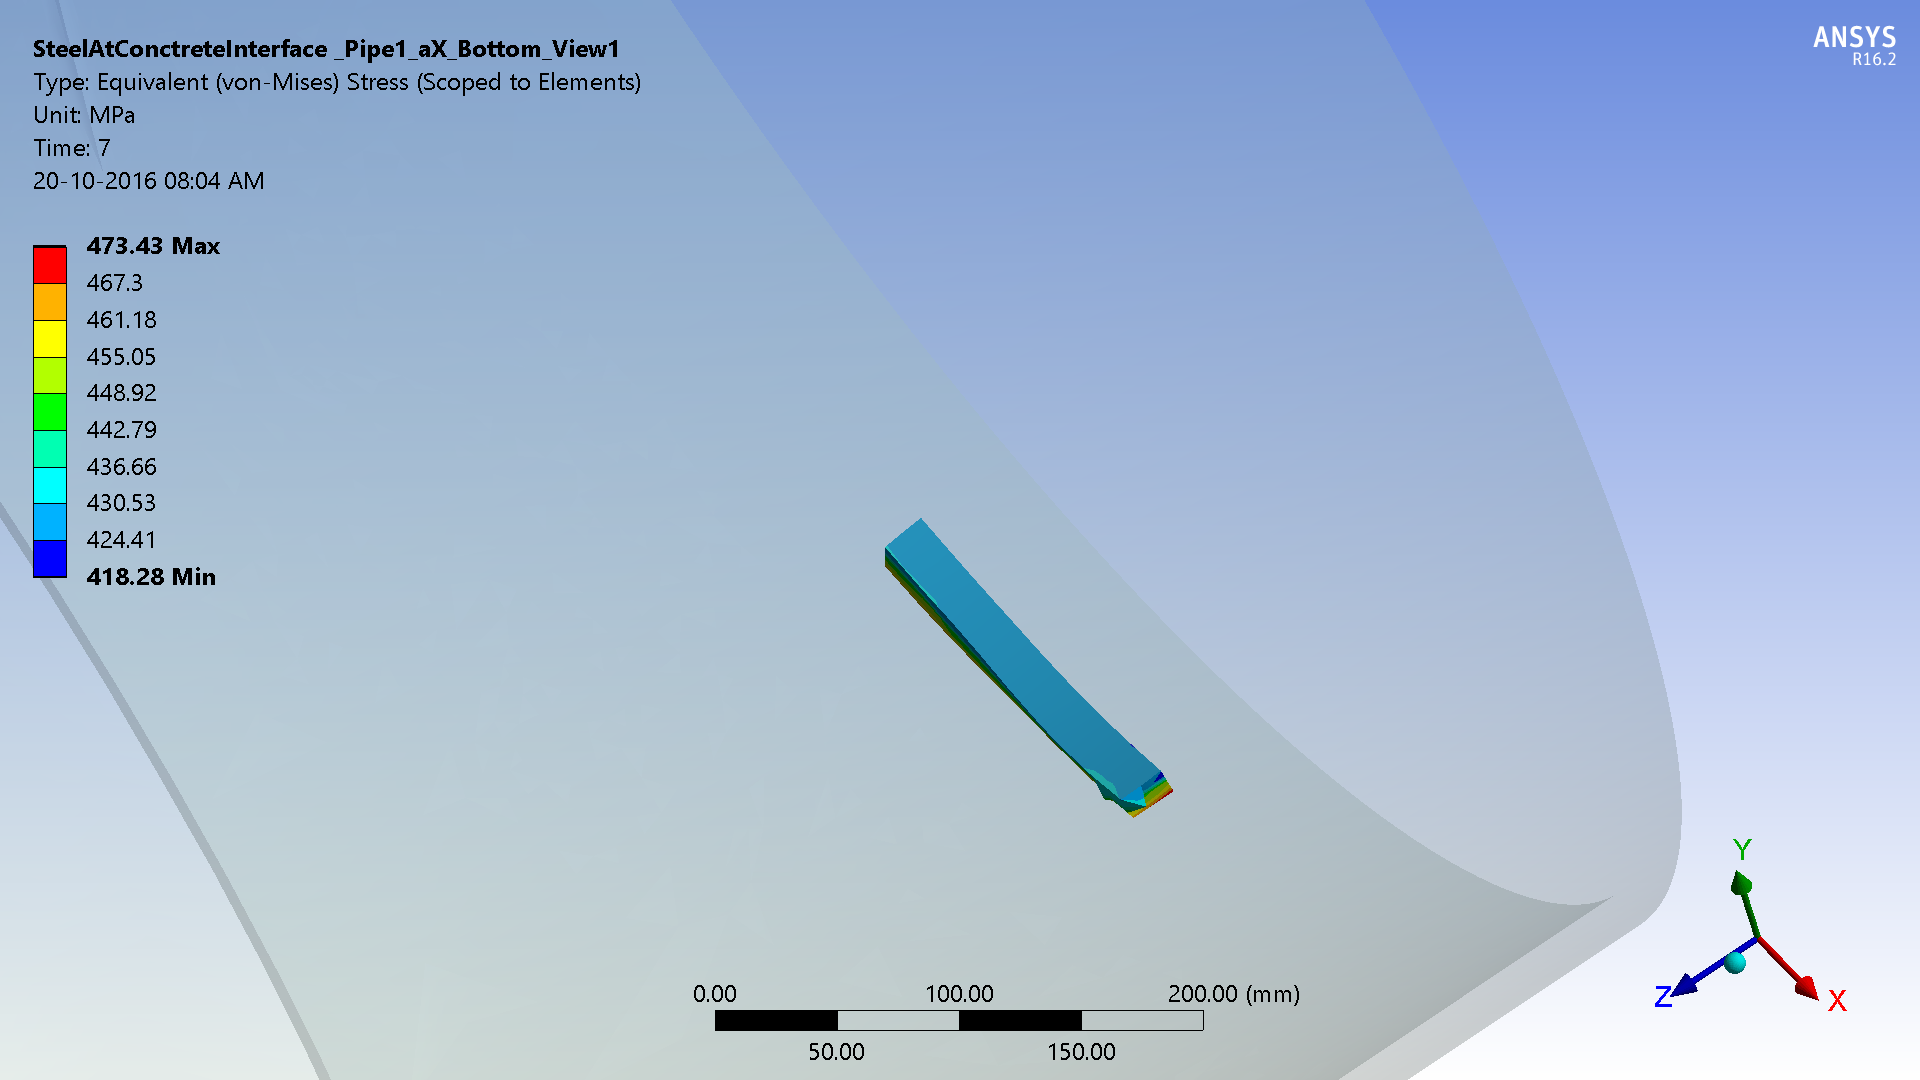 SteelAtConctreteInterface _Pipe1_aX_Bottom_View1
Type: Equivalent (von-Mises) Stress (Scoped to Elements)
Unit: MPa
Time: 7
20-10-2016 08:04 AM
ANSYS
R16.2
473.43 Max
467.3
461.18
455.05
448.92
442.79
436.66
430.53
424.41
418.28 Min
0.00 100.00 200.00 (mm)
50.00 150.00
Y
Z
X